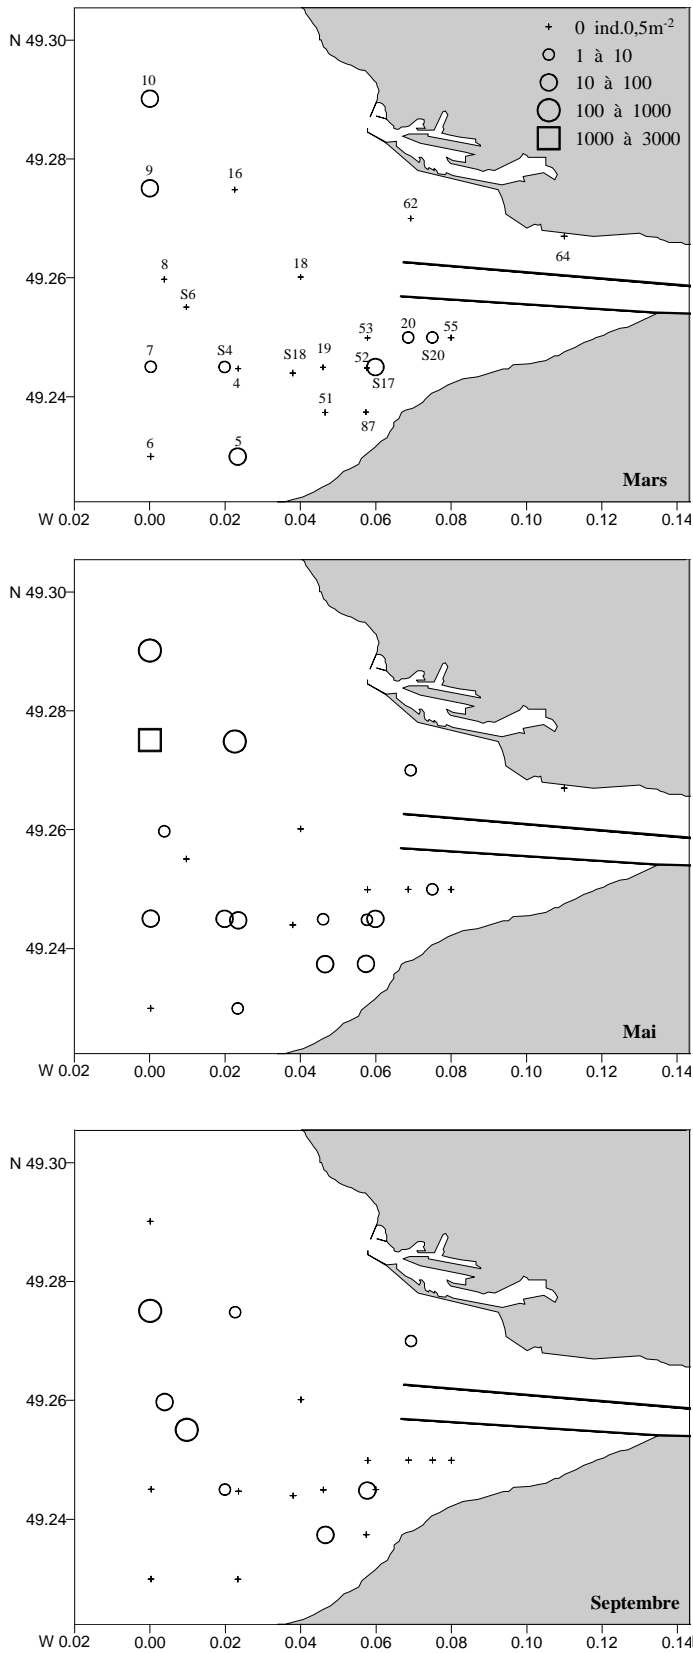 N 49.30
0 ind.0,5m⁻²
1 à 10
10 à 100
100 à 1000
1000 à 3000
10
49.28
9
16
62
64
49.26
8
18
S6
53
20
55
7
S4
S18
19
52
S20
4
S17
49.24
51
87
6
5
Mars
W 0.02 0.00 0.02 0.04 0.06 0.08 0.10 0.12 0.14
N 49.30
49.28
49.26
49.24
Mai
W 0.02 0.00 0.02 0.04 0.06 0.08 0.10 0.12 0.14
N 49.30
49.28
49.26
49.24
Septembre
W 0.02 0.00 0.02 0.04 0.06 0.08 0.10 0.12 0.14